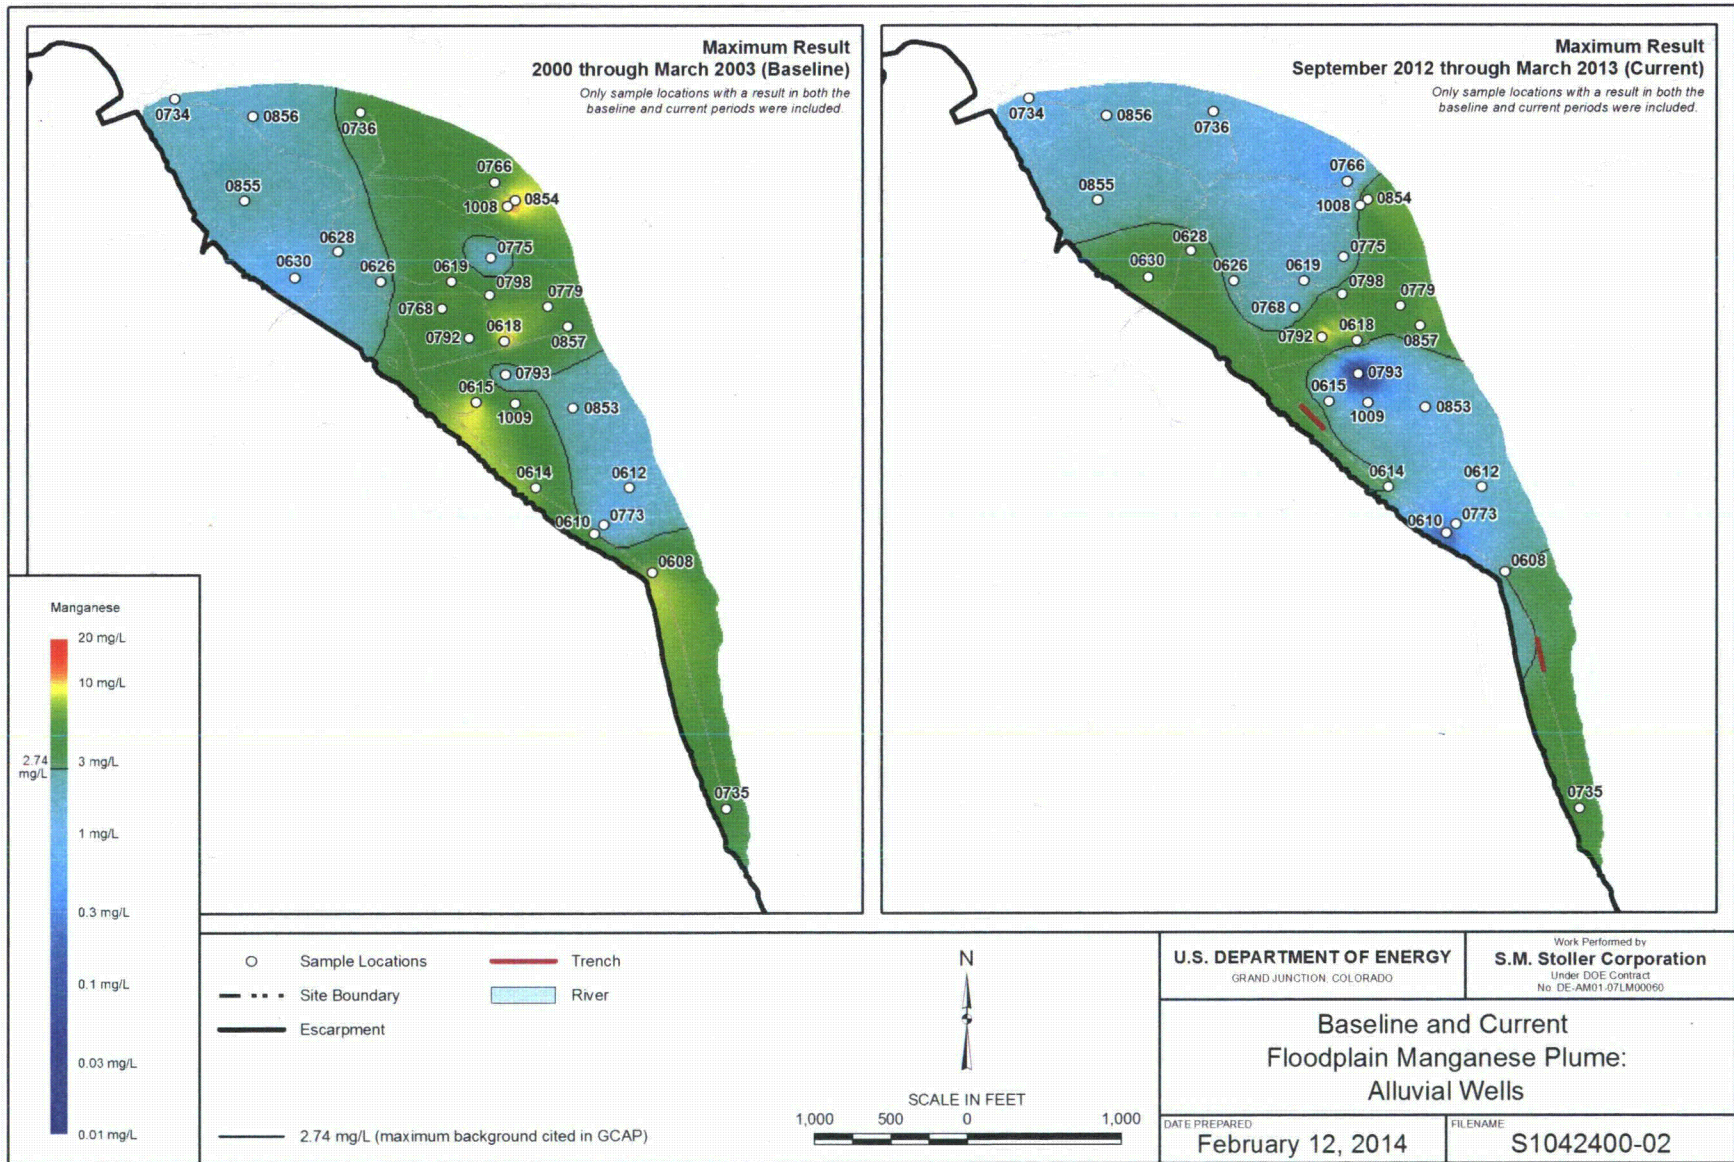 Maximum Result
2000 through March 2003 (Baseline)
Only sample locations with a result in both the
baseline and current periods were included.
0734
0856
0736
0766
0854
1008
0855
0775
0628
0630
0626
0619
0798
0779
0768
0618
0792
0857
0793
0615
1009
0853
0614
0612
0610
0773
0608
0735
Maximum Result
September 2012 through March 2013 (Current)
Only sample locations with a result in both the
baseline and current periods were included.
0734
0856
0736
0766
0854
1008
0855
0775
0628
0630
0626
0619
0798
0779
0768
0618
0792
0857
0793
0615
1009
0853
0614
0612
0610
0773
0608
0735
Manganese
20 mg/L
10 mg/L
2.74
mg/L
3 mg/L
1 mg/L
0.3 mg/L
0.1 mg/L
0.03 mg/L
0.01 mg/L
Sample Locations
Trench
Site Boundary
River
Escarpment
2.74 mg/L (maximum background cited in GCAP)
N
SCALE IN FEET
1,000 500 0 1,000
U.S. DEPARTMENT OF ENERGY
GRAND JUNCTION, COLORADO
Work Performed by
S.M. Stoller Corporation
Under DOE Contract
No. DE-AM01-07LM00060
Baseline and Current
Floodplain Manganese Plume:
Alluvial Wells
DATE PREPARED
February 12, 2014
FILENAME
S1042400-02